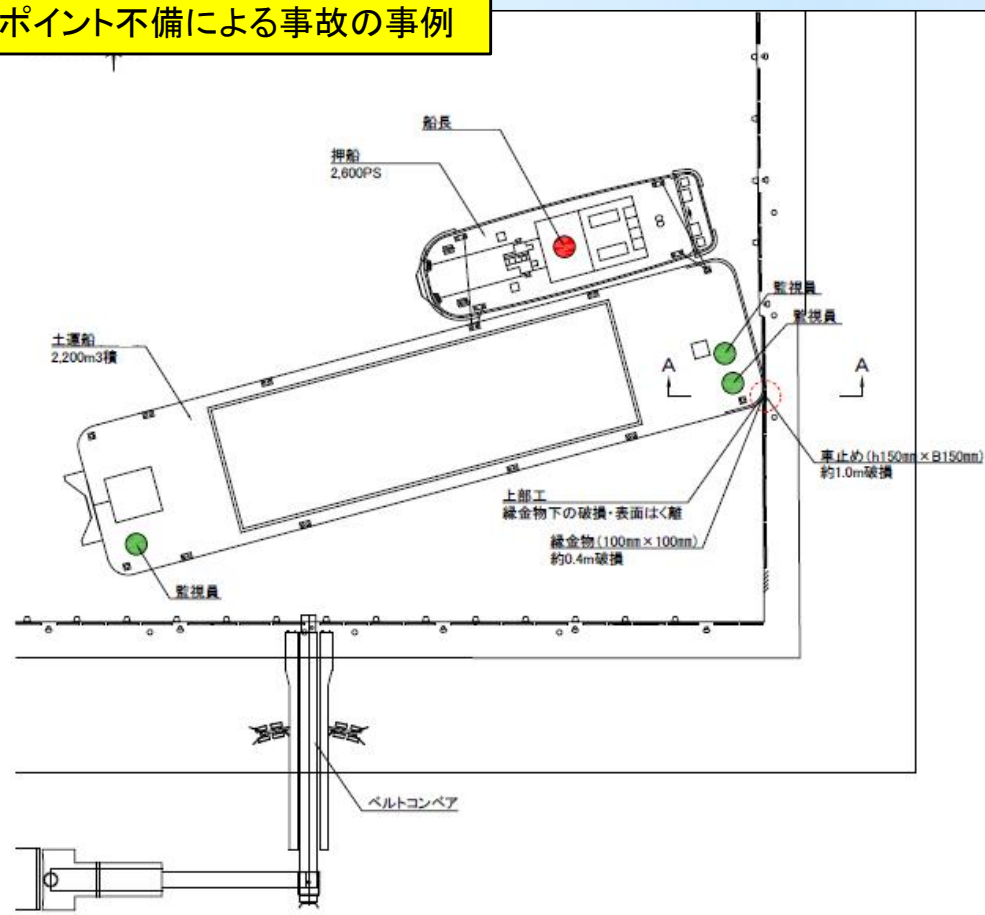 ポイント不備による事故の事例
船長
押船
2,600PS
監視員
監視員
土運船
2,200m3積
A
A
車止め(h150mm×B150mm)
約1.0m破損
上部工
縁金物下の破損・表面はく離
縁金物(100mm×100mm)
約0.4m破損
監視員
ベルトコンベア